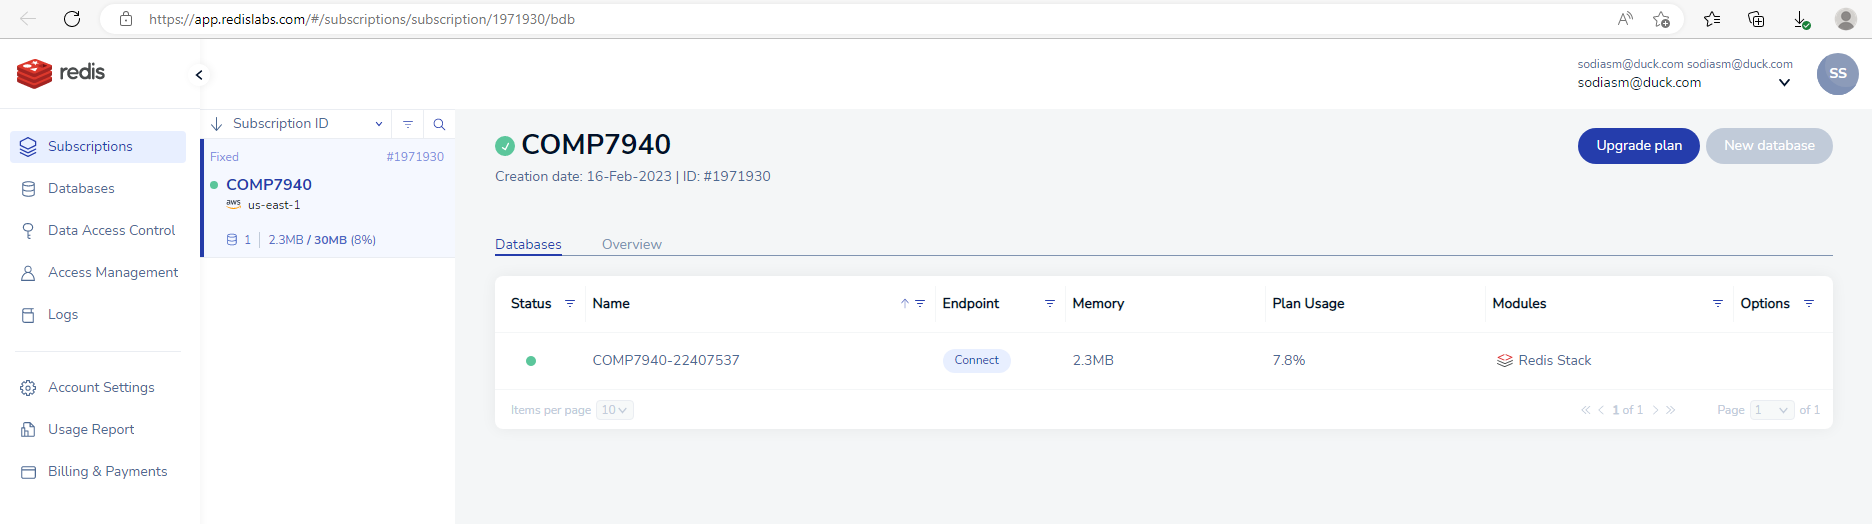 https://app.redislabs.com/#/subscriptions/subscription/1971930/bdb
redis
sodiasm@duck.com sodiasm@duck.com
sodiasm@duck.com
SS
Subscriptions
Databases
Data Access Control
Access Management
Logs
Account Settings
Usage Report
Billing & Payments
Subscription ID
Fixed #1971930
COMP7940
aws us-east-1
1 2.3MB / 30MB (8%)
COMP7940
Creation date: 16-Feb-2023 | ID: #1971930
Upgrade plan New database
Databases Overview
Status Name Endpoint Memory Plan Usage Modules Options
COMP7940-22407537 Connect 2.3MB 7.8% Redis Stack
Items per page 10 1 of 1 Page 1 of 1